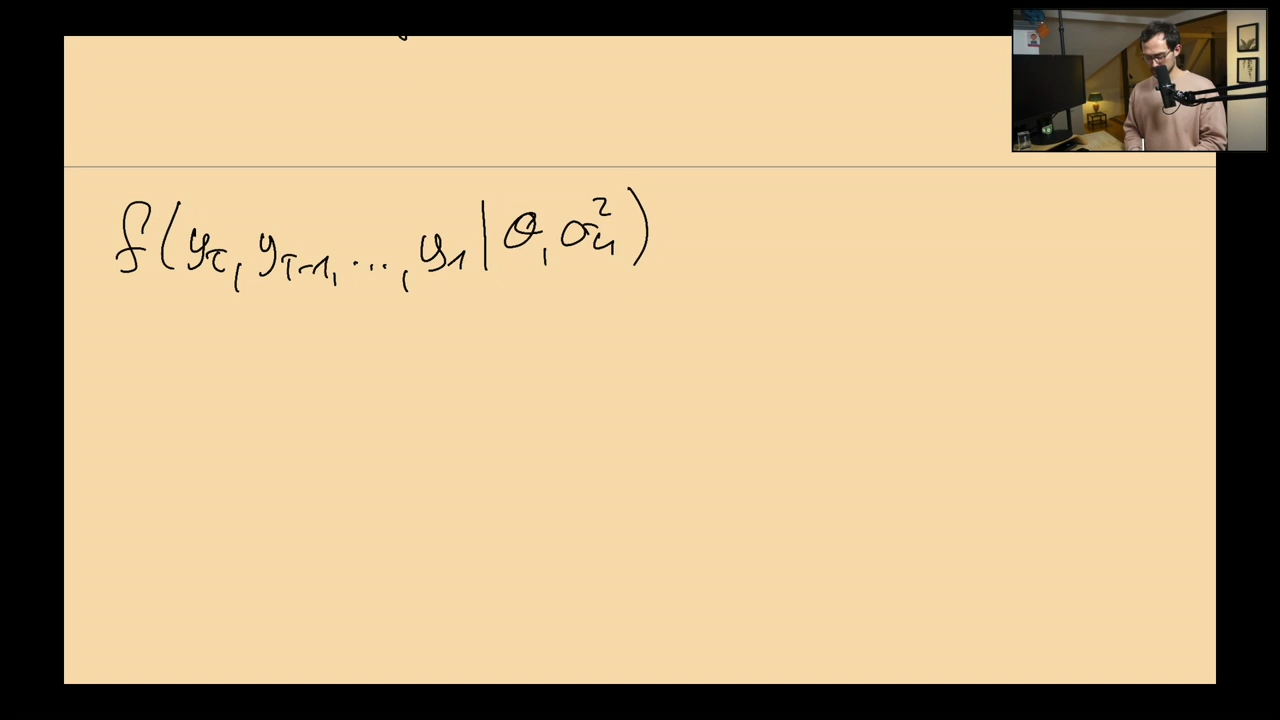 f(y_T, y_{T-1}, ..., y_1 | θ, σ_u^2)